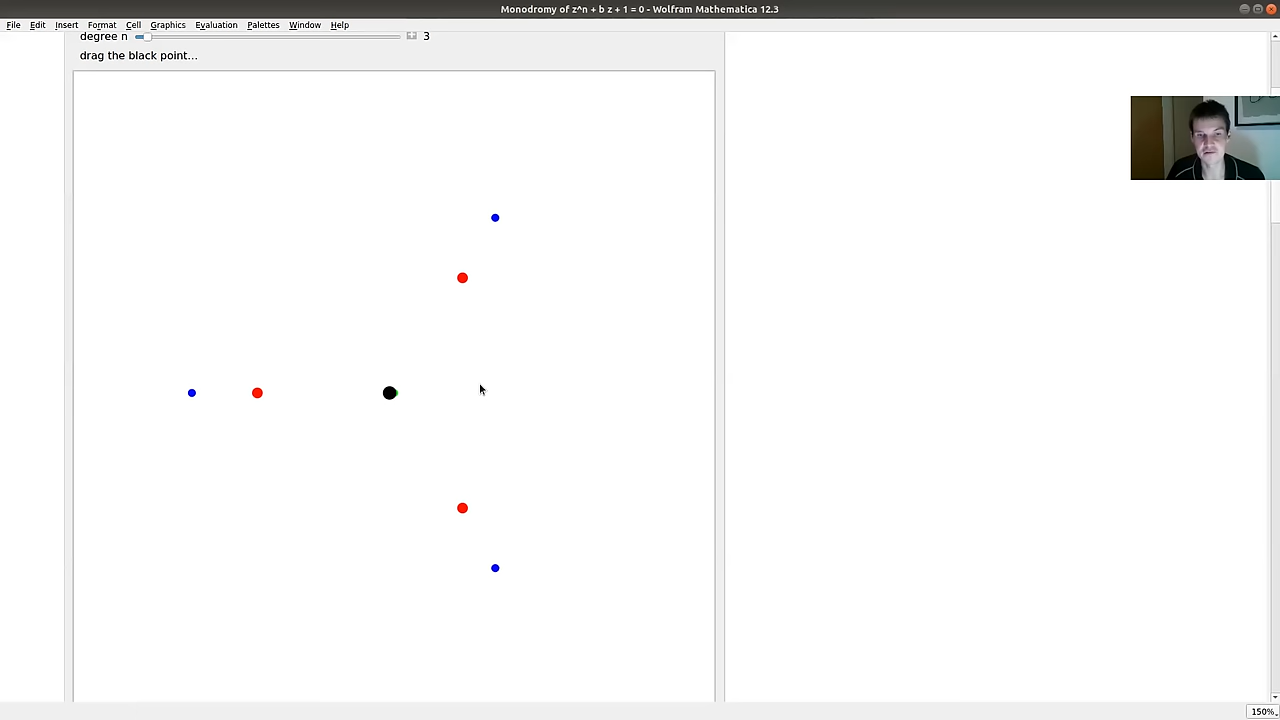 Monodromy of z^n + b z + 1 = 0 - Wolfram Mathematica 12.3
File Edit Insert Format Cell Graphics Evaluation Palettes Window Help
degree n 3
drag the black point...
150%